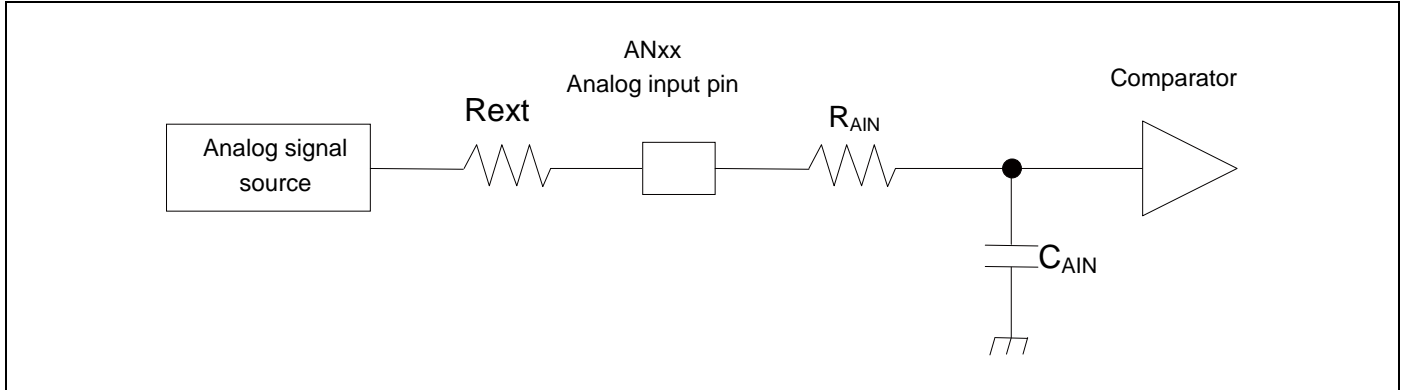 ANxx
Analog input pin
Comparator
Rext
RAIN
Analog signal
source
CAIN